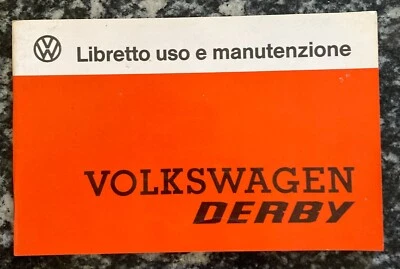 Libretto uso e manutenzione
VOLKSWAGEN
DERBY